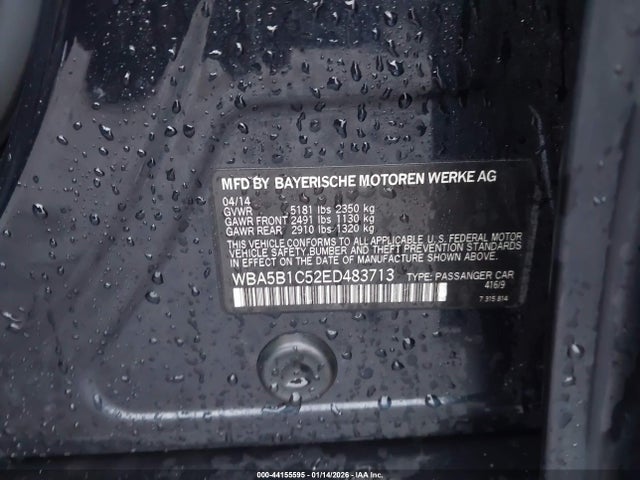 MFD BY BAYERISCHE MOTOREN WERKE AG
04/14
GVWR 5181 lbs 2350 kg
GAWR FRONT 2491 lbs 1130 kg
GAWR REAR 2910 lbs 1320 kg
THIS VEHICLE CONFORMS TO ALL APPLICABLE U.S. FEDERAL MOTOR
VEHICLE SAFETY, BUMPER AND THEFT PREVENTION STANDARDS
IN EFFECT ON THE DATE OF MANUFACTURE SHOWN ABOVE.
WBA5B1C52ED483713 TYPE: PASSENGER CAR
416/9
7 315 814
000-44155595 - 01/14/2026 - IAA Inc.